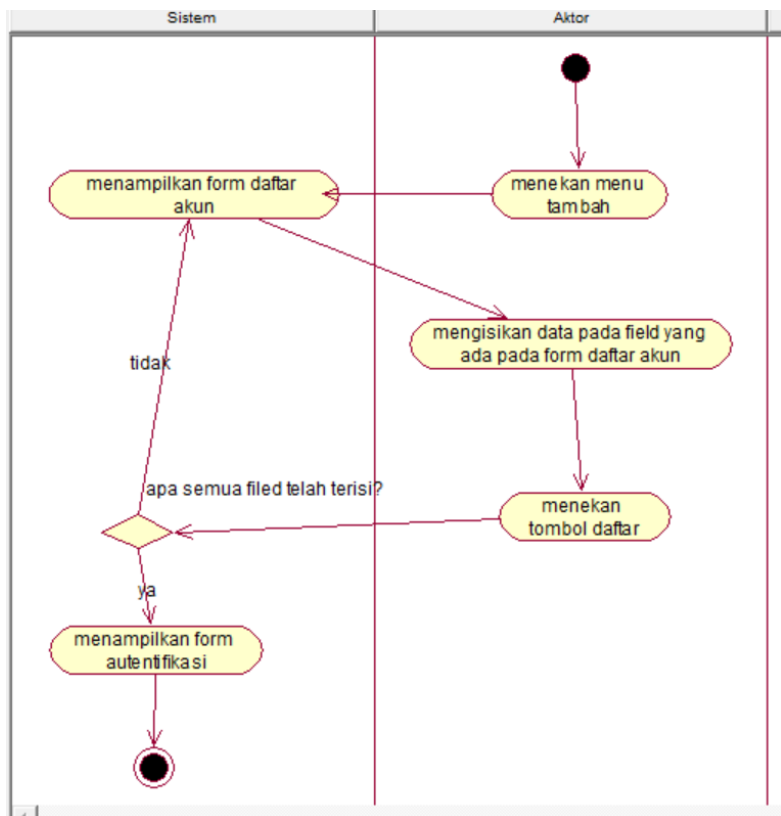 Sistem
Aktor
menampilkan form daftar
akun
menekan menu
tambah
mengisikan data pada field yang
ada pada form daftar akun
tidak
apa semua filed telah terisi?
menekan
tombol daftar
ya
menampilkan form
autentifikasi